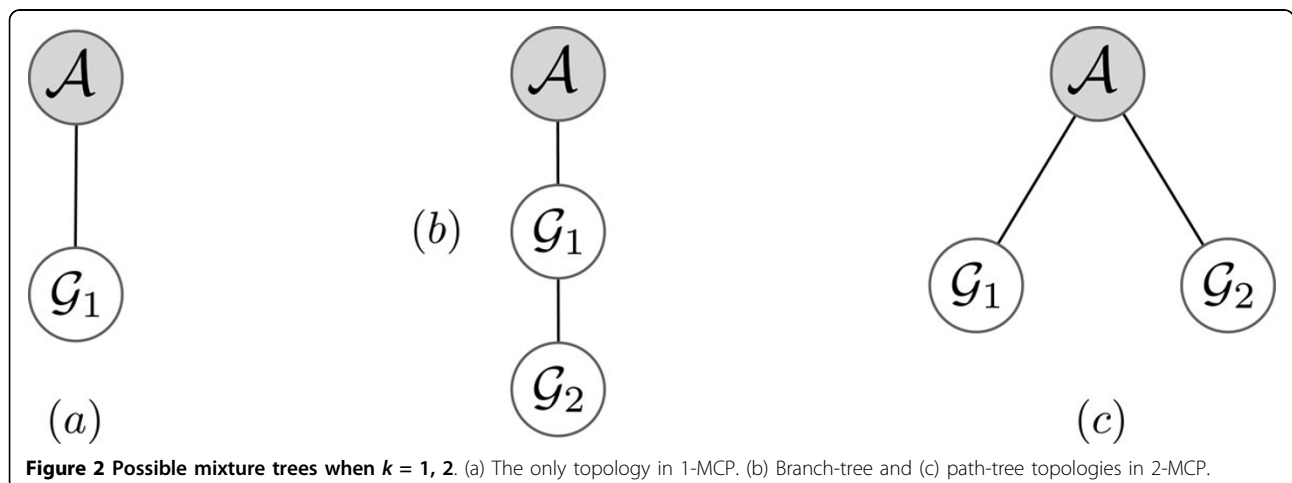 𝒜
𝒢₁
(a)
𝒜
(b)
𝒢₁
𝒢₂
𝒜
𝒢₁
𝒢₂
(c)
Figure 2 Possible mixture trees when k = 1, 2. (a) The only topology in 1-MCP. (b) Branch-tree and (c) path-tree topologies in 2-MCP.